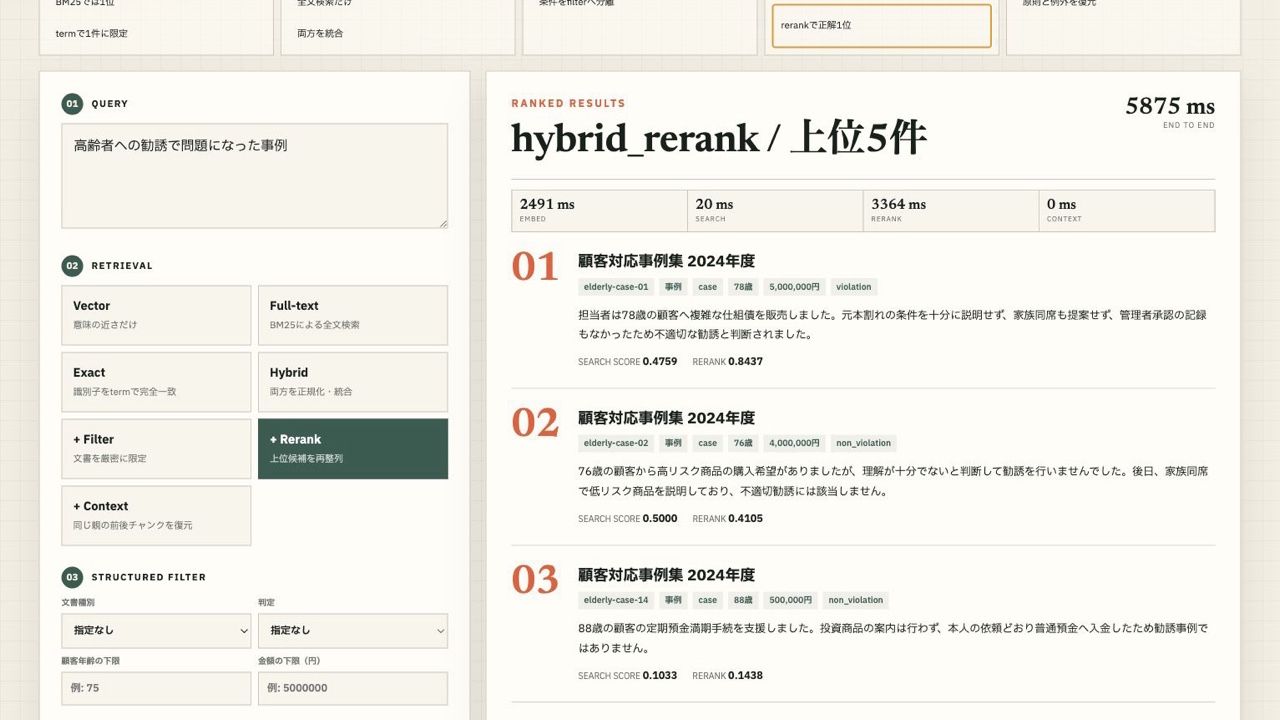 BM25では1位
全文検索だけ
条件をfilterへ分離
原則と例外を復元
termで1件に限定
両方を統合
rerankで正解1位
01 QUERY
高齢者への勧誘で問題になった事例
02 RETRIEVAL
Vector
意味の近さだけ
Full-text
BM25による全文検索
Exact
識別子をtermで完全一致
Hybrid
両方を正規化・統合
+ Filter
文書を厳密に限定
+ Rerank
上位候補を再整列
+ Context
同じ親の前後チャンクを復元
03 STRUCTURED FILTER
文書種別
判定
指定なし
指定なし
顧客年齢の下限
金額の下限（円）
例: 75
例: 5000000
RANKED RESULTS
hybrid_rerank / 上位5件
5875 ms
END TO END
2491 ms
EMBED
20 ms
SEARCH
3364 ms
RERANK
0 ms
CONTEXT
01 顧客対応事例集 2024年度
elderly-case-01 事例 case 78歳 5,000,000円 violation
担当者は78歳の顧客へ複雑な仕組債を販売しました。元本割れの条件を十分に説明せず、家族同席も提案せず、管理者承認の記録
もなかったため不適切な勧誘と判断されました。
SEARCH SCORE 0.4759 RERANK 0.8437
02 顧客対応事例集 2024年度
elderly-case-02 事例 case 76歳 4,000,000円 non_violation
76歳の顧客から高リスク商品の購入希望がありましたが、理解が十分でないと判断して勧誘を行いませんでした。後日、家族同席
で低リスク商品を説明しており、不適切勧誘には該当しません。
SEARCH SCORE 0.5000 RERANK 0.4105
03 顧客対応事例集 2024年度
elderly-case-14 事例 case 88歳 500,000円 non_violation
88歳の顧客の定期預金満期手続を支援しました。投資商品の案内は行わず、本人の依頼どおり普通預金へ入金したため勧誘事例で
はありません。
SEARCH SCORE 0.1033 RERANK 0.1438